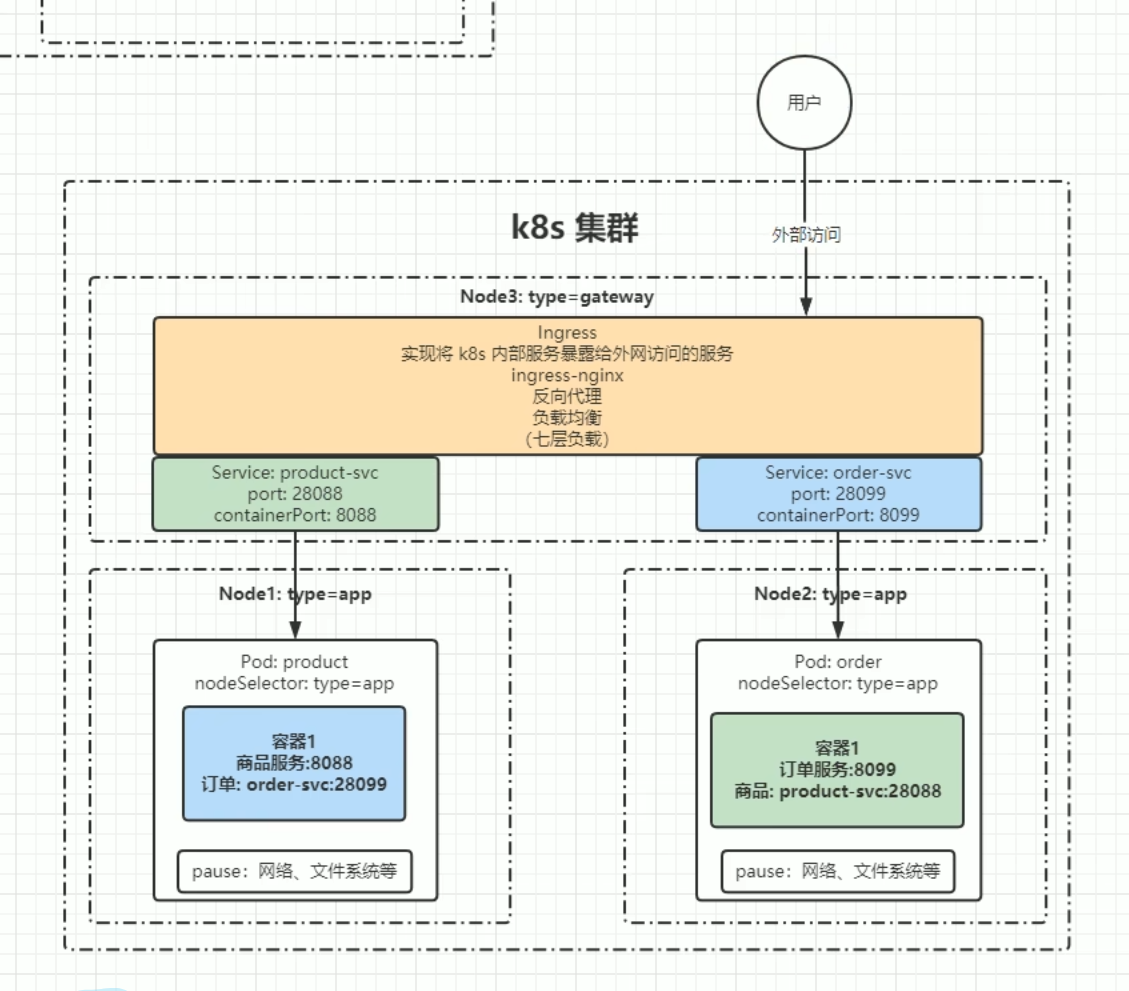 用户
k8s 集群
外部访问
Node3: type=gateway
Ingress
实现将 k8s 内部服务暴露给外网访问的服务
ingress-nginx
反向代理
负载均衡
（七层负载）
Service: product-svc
port: 28088
containerPort: 8088
Service: order-svc
port: 28099
containerPort: 8099
Node1: type=app
Pod: product
nodeSelector: type=app
容器1
商品服务:8088
订单: order-svc:28099
pause：网络、文件系统等
Node2: type=app
Pod: order
nodeSelector: type=app
容器1
订单服务:8099
商品: product-svc:28088
pause：网络、文件系统等